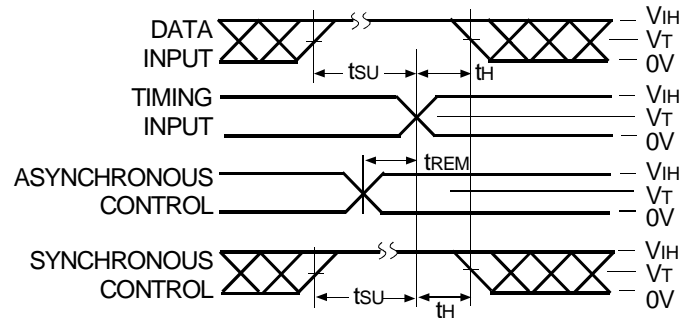 DATA
INPUT
tSU
tH
VIH
VT
0V
TIMING
INPUT
VIH
VT
0V
tREM
ASYNCHRONOUS
CONTROL
VIH
VT
0V
SYNCHRONOUS
CONTROL
tSU
tH
VIH
VT
0V